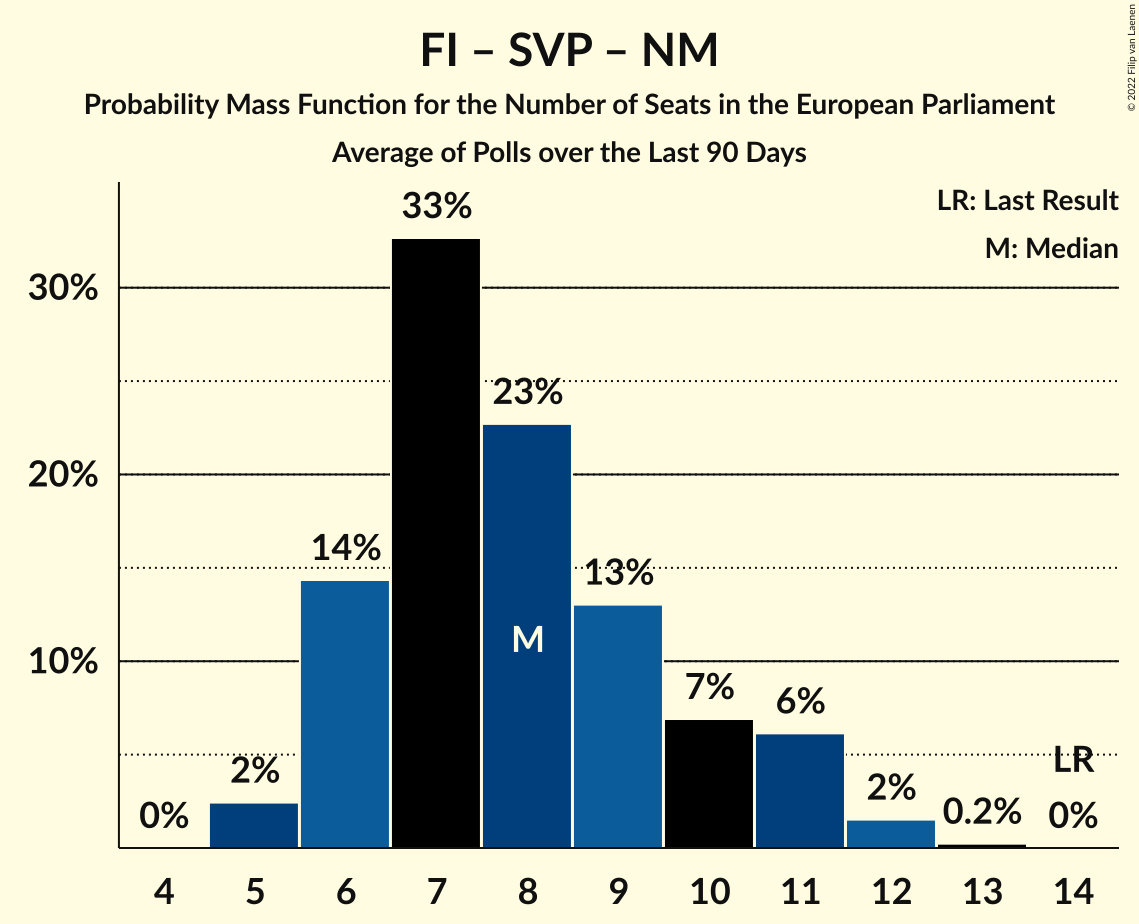 FI – SVP – NM
Probability Mass Function for the Number of Seats in the European Parliament
Average of Polls over the Last 90 Days
© 2022 Filip van Laenen
LR: Last Result
M: Median
30%
20%
10%
0%
2%
14%
33%
23%
M
13%
7%
6%
2%
0.2%
LR
0%
4 5 6 7 8 9 10 11 12 13 14